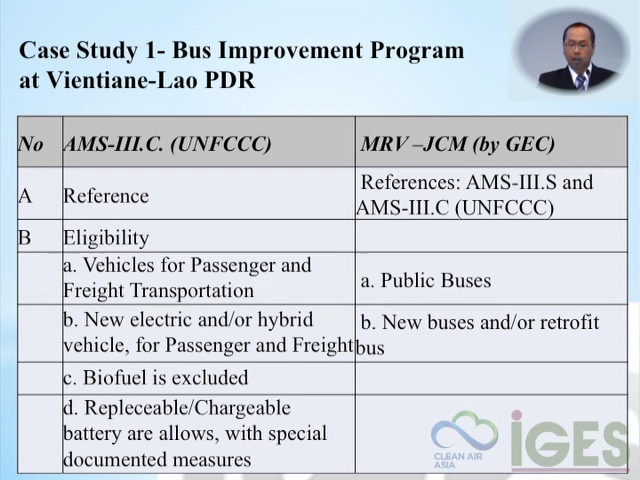 Case Study 1- Bus Improvement Program
at Vientiane-Lao PDR
No AMS-III.C. (UNFCCC) MRV –JCM (by GEC)
A Reference References: AMS-III.S and
AMS-III.C (UNFCCC)
B Eligibility
a. Vehicles for Passenger and
Freight Transportation
a. Public Buses
b. New electric and/or hybrid
vehicle, for Passenger and Freight
b. New buses and/or retrofit
bus
c. Biofuel is excluded
d. Repleceable/Chargeable
battery are allows, with special
documented measures
CLEAN AIR
ASIA
iGES